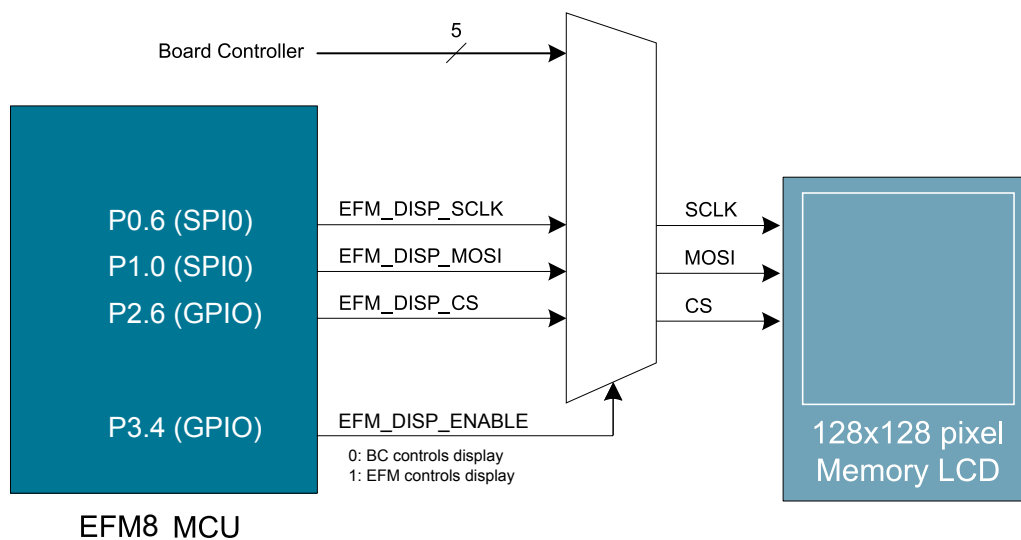 5
Board Controller
P0.6 (SPI0)
EFM_DISP_SCLK
SCLK
P1.0 (SPI0)
EFM_DISP_MOSI
MOSI
P2.6 (GPIO)
EFM_DISP_CS
CS
P3.4 (GPIO)
EFM_DISP_ENABLE
0: BC controls display
1: EFM controls display
128x128 pixel
Memory LCD
EFM8 MCU